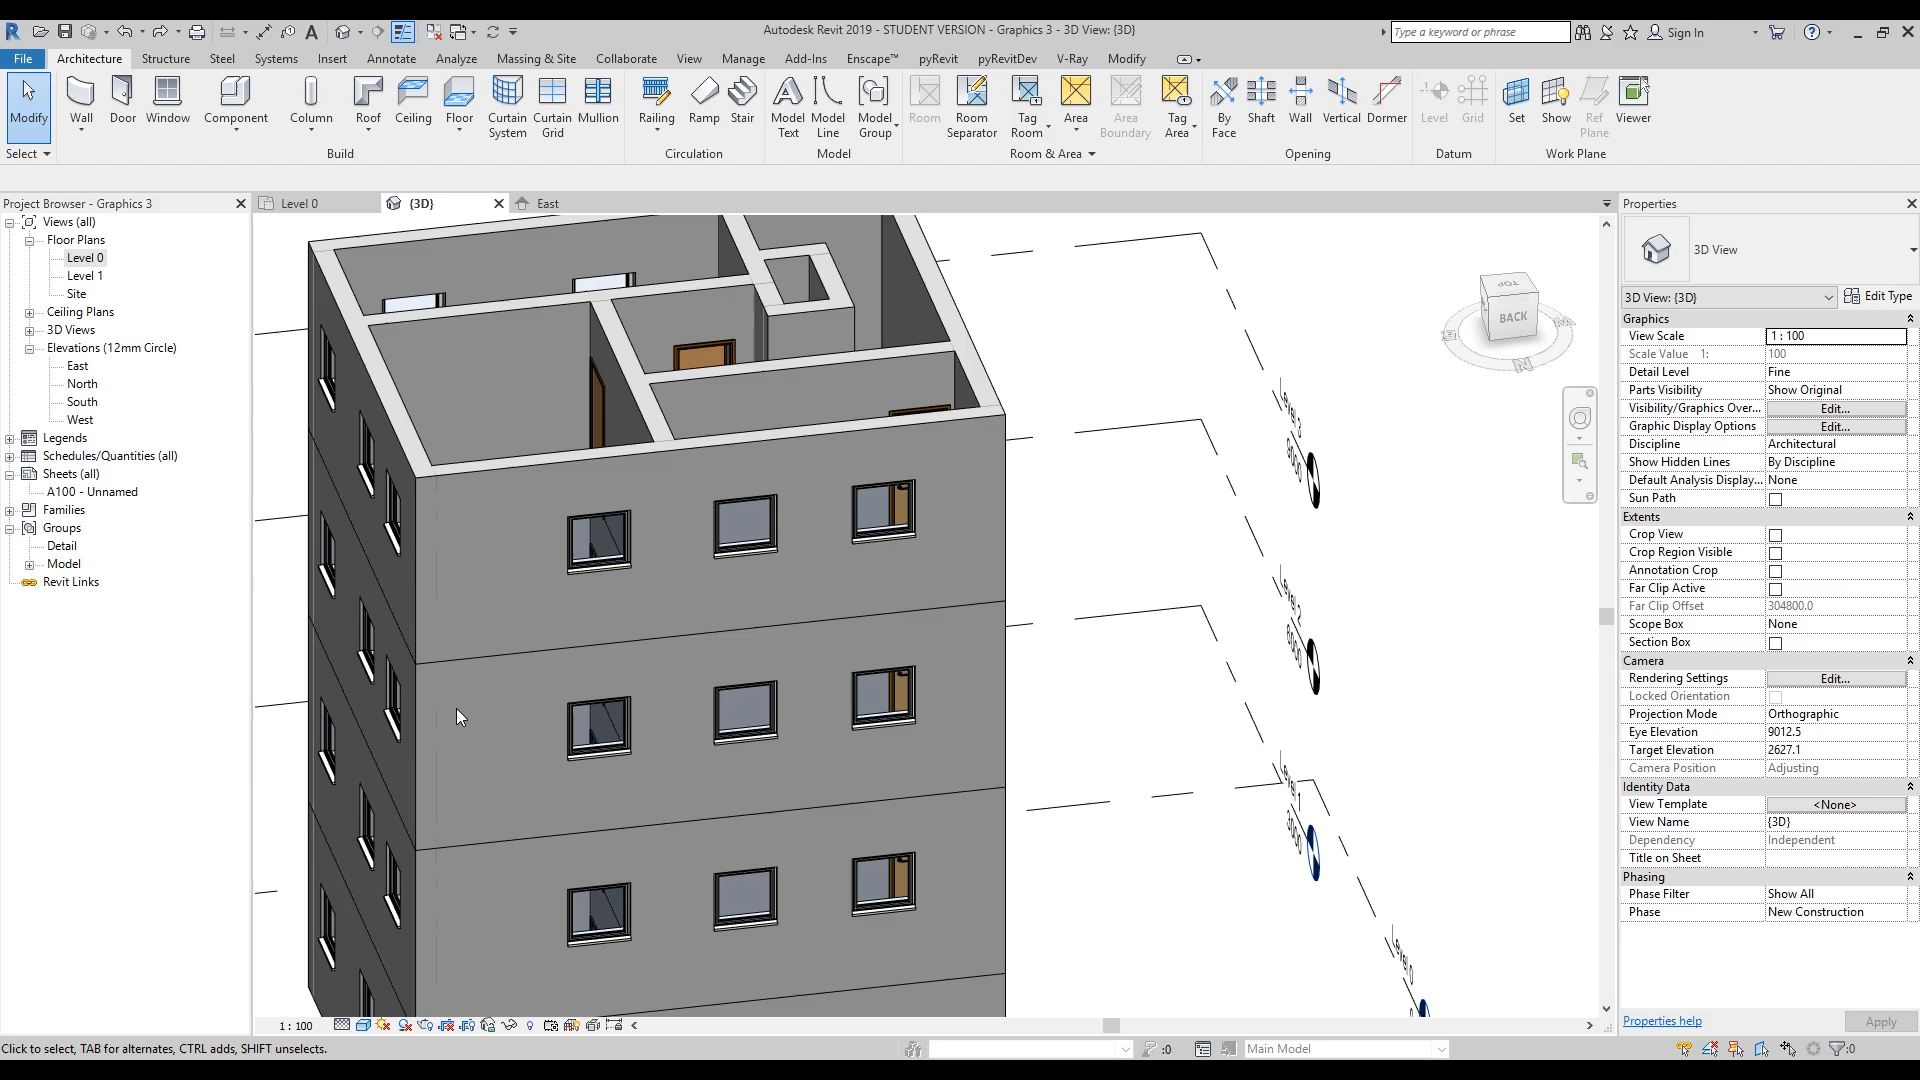 Autodesk Revit 2019 - STUDENT VERSION - Graphics 3 - 3D View: {3D}
Type a keyword or phrase
Sign In
File Architecture Structure Steel Systems Insert Annotate Analyze Massing & Site Collaborate View Manage Add-Ins Enscape™ pyRevit pyRevitDev V-Ray Modify
Modify Wall Door Window Component Column Roof Ceiling Floor Curtain System Curtain Grid Mullion Railing Ramp Stair Model Text Model Line Model Group Room Room Separator Tag Room Area Area Boundary Tag Area By Face Shaft Wall Vertical Dormer Level Grid Set Show Ref Plane Viewer
Select Build Circulation Model Room & Area Opening Datum Work Plane
Project Browser - Graphics 3
Views (all)
Floor Plans
Level 0
Level 1
Site
Ceiling Plans
3D Views
Elevations (12mm Circle)
East
North
South
West
Legends
Schedules/Quantities (all)
Sheets (all)
A100 - Unnamed
Families
Groups
Detail
Model
Revit Links
Level 0 {3D} East
TOP
BACK
N
Level 3
9000
Level 2
6000
Level 1
3000
Level 0
Properties
3D View
3D View: {3D} Edit Type
Graphics
View Scale 1 : 100
Scale Value 1: 100
Detail Level Fine
Parts Visibility Show Original
Visibility/Graphics Over... Edit...
Graphic Display Options Edit...
Discipline Architectural
Show Hidden Lines By Discipline
Default Analysis Display... None
Sun Path
Extents
Crop View
Crop Region Visible
Annotation Crop
Far Clip Active
Far Clip Offset 304800.0
Scope Box None
Section Box
Camera
Rendering Settings Edit...
Locked Orientation
Projection Mode Orthographic
Eye Elevation 9012.5
Target Elevation 2627.1
Camera Position Adjusting
Identity Data
View Template <None>
View Name {3D}
Dependency Independent
Title on Sheet
Phasing
Phase Filter Show All
Phase New Construction
Properties help Apply
1 : 100
Click to select, TAB for alternates, CTRL adds, SHIFT unselects.
:0
Main Model
:0